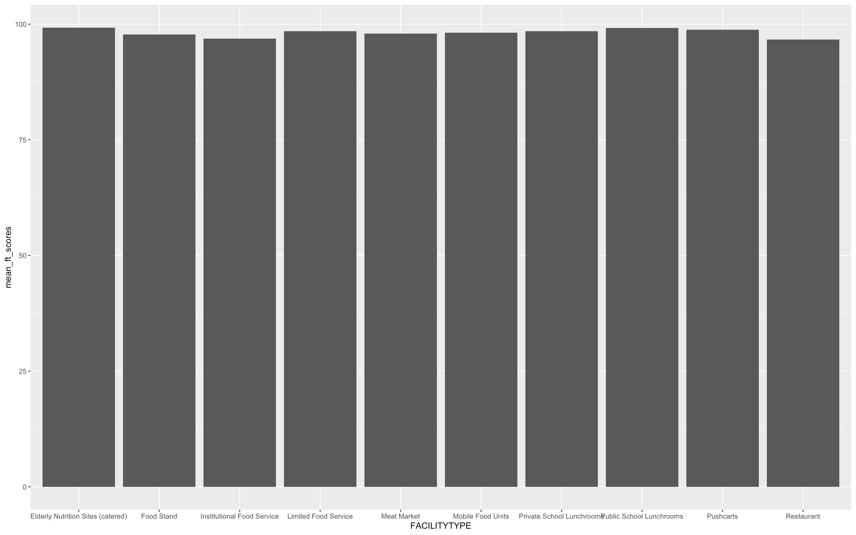 100
75
50
25
0
mean_ft_scores
Elderly Nutrition Sites (catered) Food Stand Institutional Food Service Limited Food Service Meat Market Mobile Food Units Private School Lunchrooms Public School Lunchrooms Pushcarts Restaurant
FACILITYTYPE